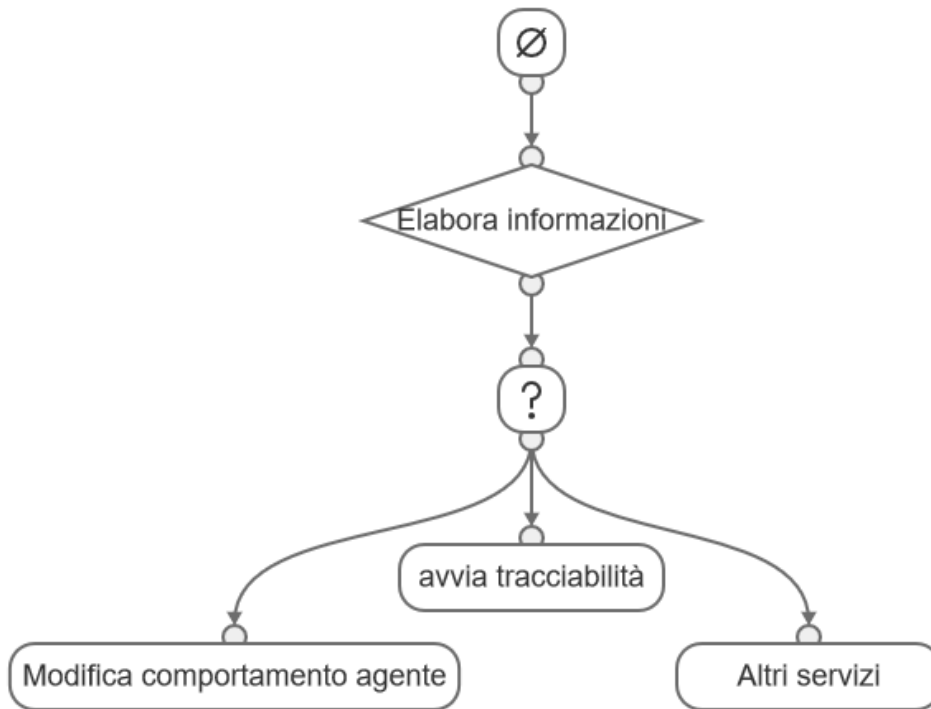 Ø
Elabora informazioni
?
avvia tracciabilità
Modifica comportamento agente
Altri servizi